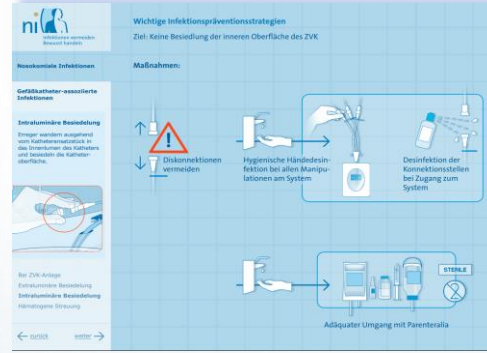 ni
Infektionen vermeiden
Bewusst handeln
Nosokomiale Infektionen
Gefäßkatheter-assoziierte
Infektionen
Intraluminäre Besiedelung
Erreger wandern ausgehend
vom Katheteransatzstück in
das Innenlumen des Katheters
und besiedeln die Katheter-
oberfläche.
Bei ZVK-Anlage
Extraluminäre Besiedelung
Intraluminäre Besiedelung
Hämatogene Streuung
← zurück
weiter →
Wichtige Infektionspräventionsstrategien
Ziel: Keine Besiedlung der inneren Oberfläche des ZVK
Maßnahmen:
Diskonnektionen
vermeiden
Hygienische Händedesin-
fektion bei allen Manipu-
lationen am System
Desinfektion der
Konnektionsstellen
bei Zugang zum
System
STERILE
2
Adäquater Umgang mit Parenteralia